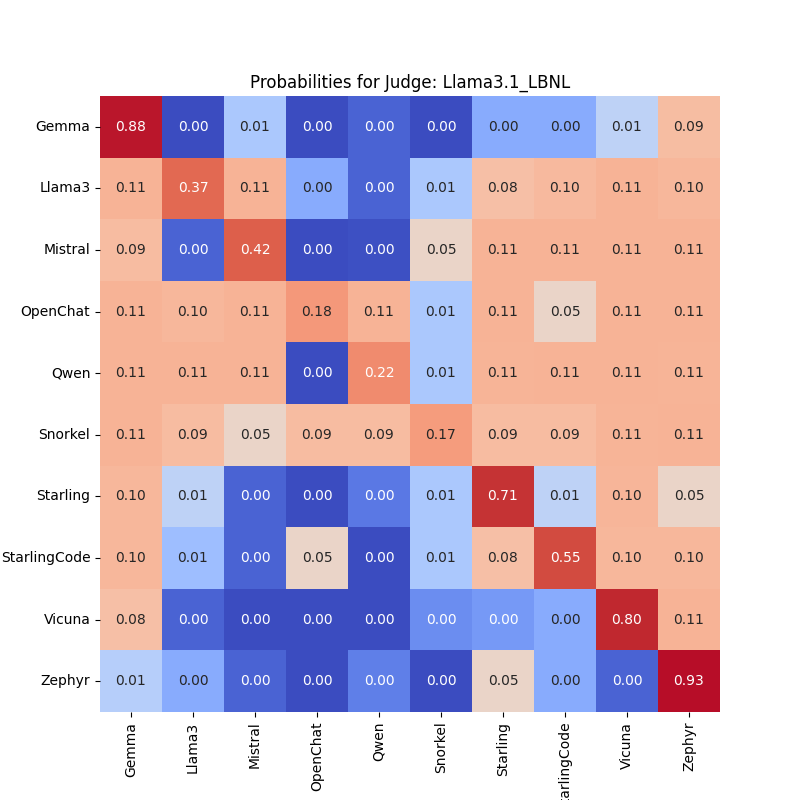 Probabilities for Judge: Llama3.1_LBNL
Gemma 0.88 0.00 0.01 0.00 0.00 0.00 0.00 0.00 0.01 0.09
Llama3 0.11 0.37 0.11 0.00 0.00 0.01 0.08 0.10 0.11 0.10
Mistral 0.09 0.00 0.42 0.00 0.00 0.05 0.11 0.11 0.11 0.11
OpenChat 0.11 0.10 0.11 0.18 0.11 0.01 0.11 0.05 0.11 0.11
Qwen 0.11 0.11 0.11 0.00 0.22 0.01 0.11 0.11 0.11 0.11
Snorkel 0.11 0.09 0.05 0.09 0.09 0.17 0.09 0.09 0.11 0.11
Starling 0.10 0.01 0.00 0.00 0.00 0.01 0.71 0.01 0.10 0.05
StarlingCode 0.10 0.01 0.00 0.05 0.00 0.01 0.08 0.55 0.10 0.10
Vicuna 0.08 0.00 0.00 0.00 0.00 0.00 0.00 0.00 0.80 0.11
Zephyr 0.01 0.00 0.00 0.00 0.00 0.00 0.05 0.00 0.00 0.93
Gemma Llama3 Mistral OpenChat Qwen Snorkel Starling arlingCode Vicuna Zephyr